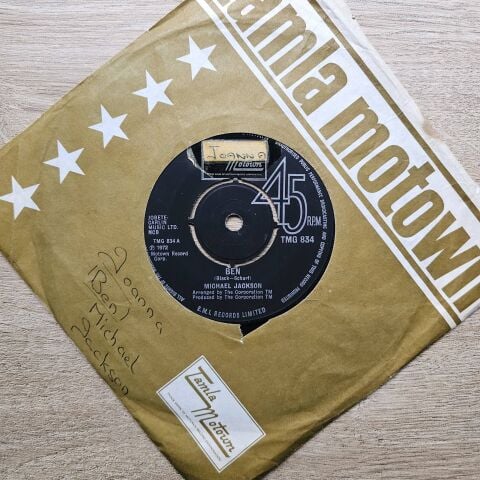 tamla motown
JOANNA
Motown
45
R.P.M.
TMG 834
JOBETE-
CARLIN
MUSIC LTD.
MCB
TMG 834 A
℗ 1972
Motown Record
Corp.
BEN
(Black—Scharf)
MICHAEL JACKSON
Arranged by The Corporation TM
Produced by The Corporation TM
E.M.I. RECORDS LIMITED
Joanna
(Ben)
Michael
Jackson
Tamla
Motown